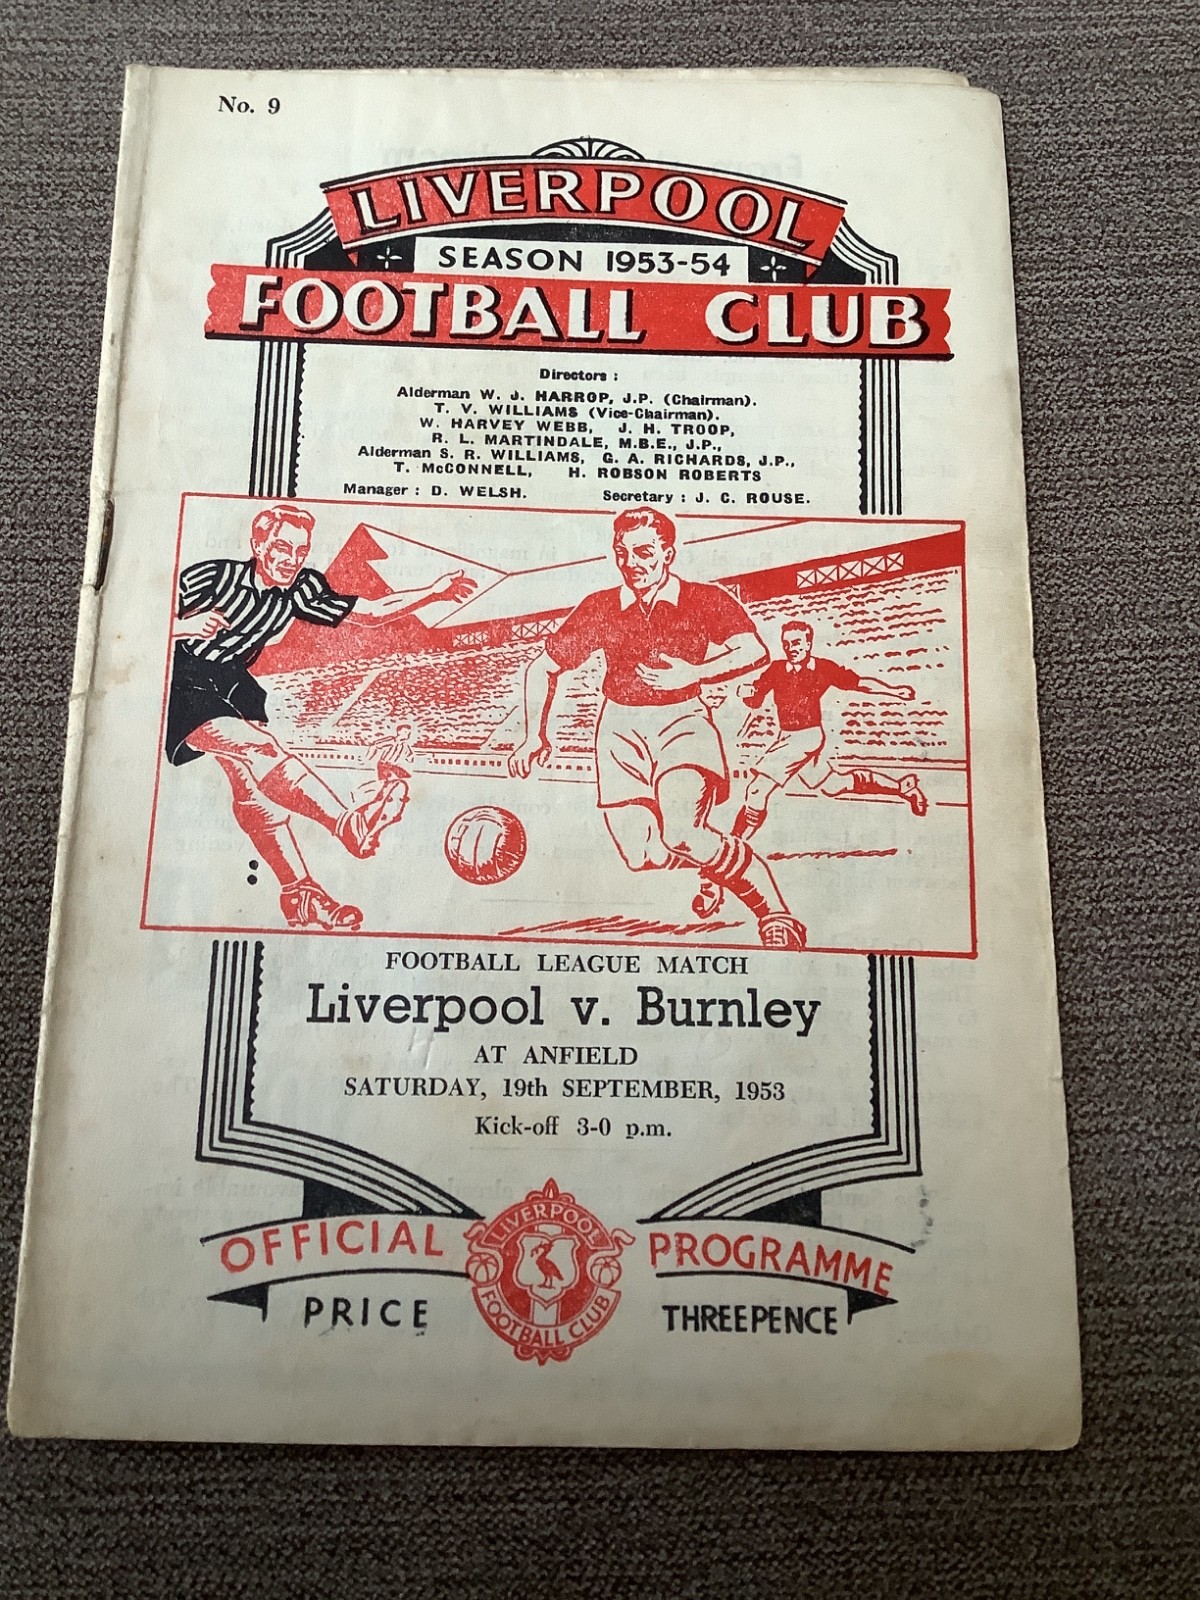 No. 9
LIVERPOOL
SEASON 1953-54
FOOTBALL CLUB
Directors :
Alderman W. J. HARROP, J.P. (Chairman).
T. V. WILLIAMS (Vice-Chairman).
W. HARVEY WEBB, J. H. TROOP,
R. L. MARTINDALE, M.B.E., J.P.,
Alderman S. R. WILLIAMS, G. A. RICHARDS, J.P.,
T. McCONNELL, H. ROBSON ROBERTS
Manager : D. WELSH. Secretary : J. C. ROUSE.
FOOTBALL LEAGUE MATCH
Liverpool v. Burnley
AT ANFIELD
SATURDAY, 19th SEPTEMBER, 1953
Kick-off 3-0 p.m.
OFFICIAL PROGRAMME
LIVERPOOL
FOOTBALL CLUB
PRICE THREEPENCE